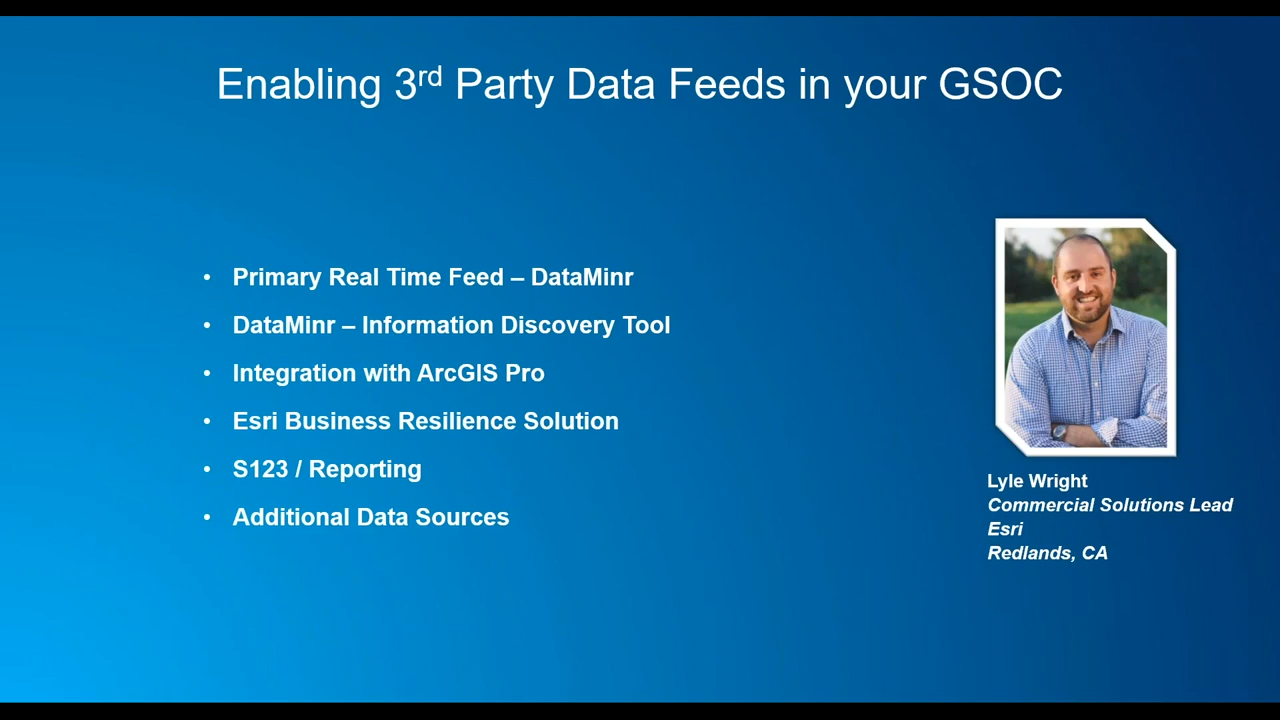 Enabling 3rd Party Data Feeds in your GSOC
• Primary Real Time Feed – DataMinr
• DataMinr – Information Discovery Tool
• Integration with ArcGIS Pro
• Esri Business Resilience Solution
• S123 / Reporting
• Additional Data Sources
Lyle Wright
Commercial Solutions Lead
Esri
Redlands, CA